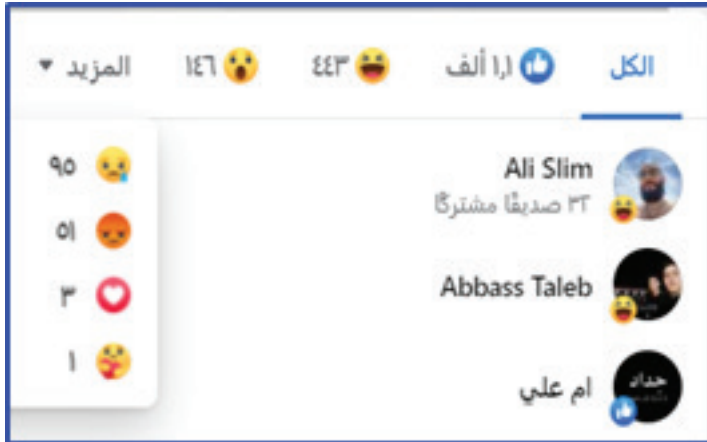 الكل ١,١ ألف ٤٤٣ ١٤٦ المزيد
Ali Slim
٣٢ صديقًا مشتركًا
Abbass Taleb
ام علي
حداد
٩٥
٥١
٣
١